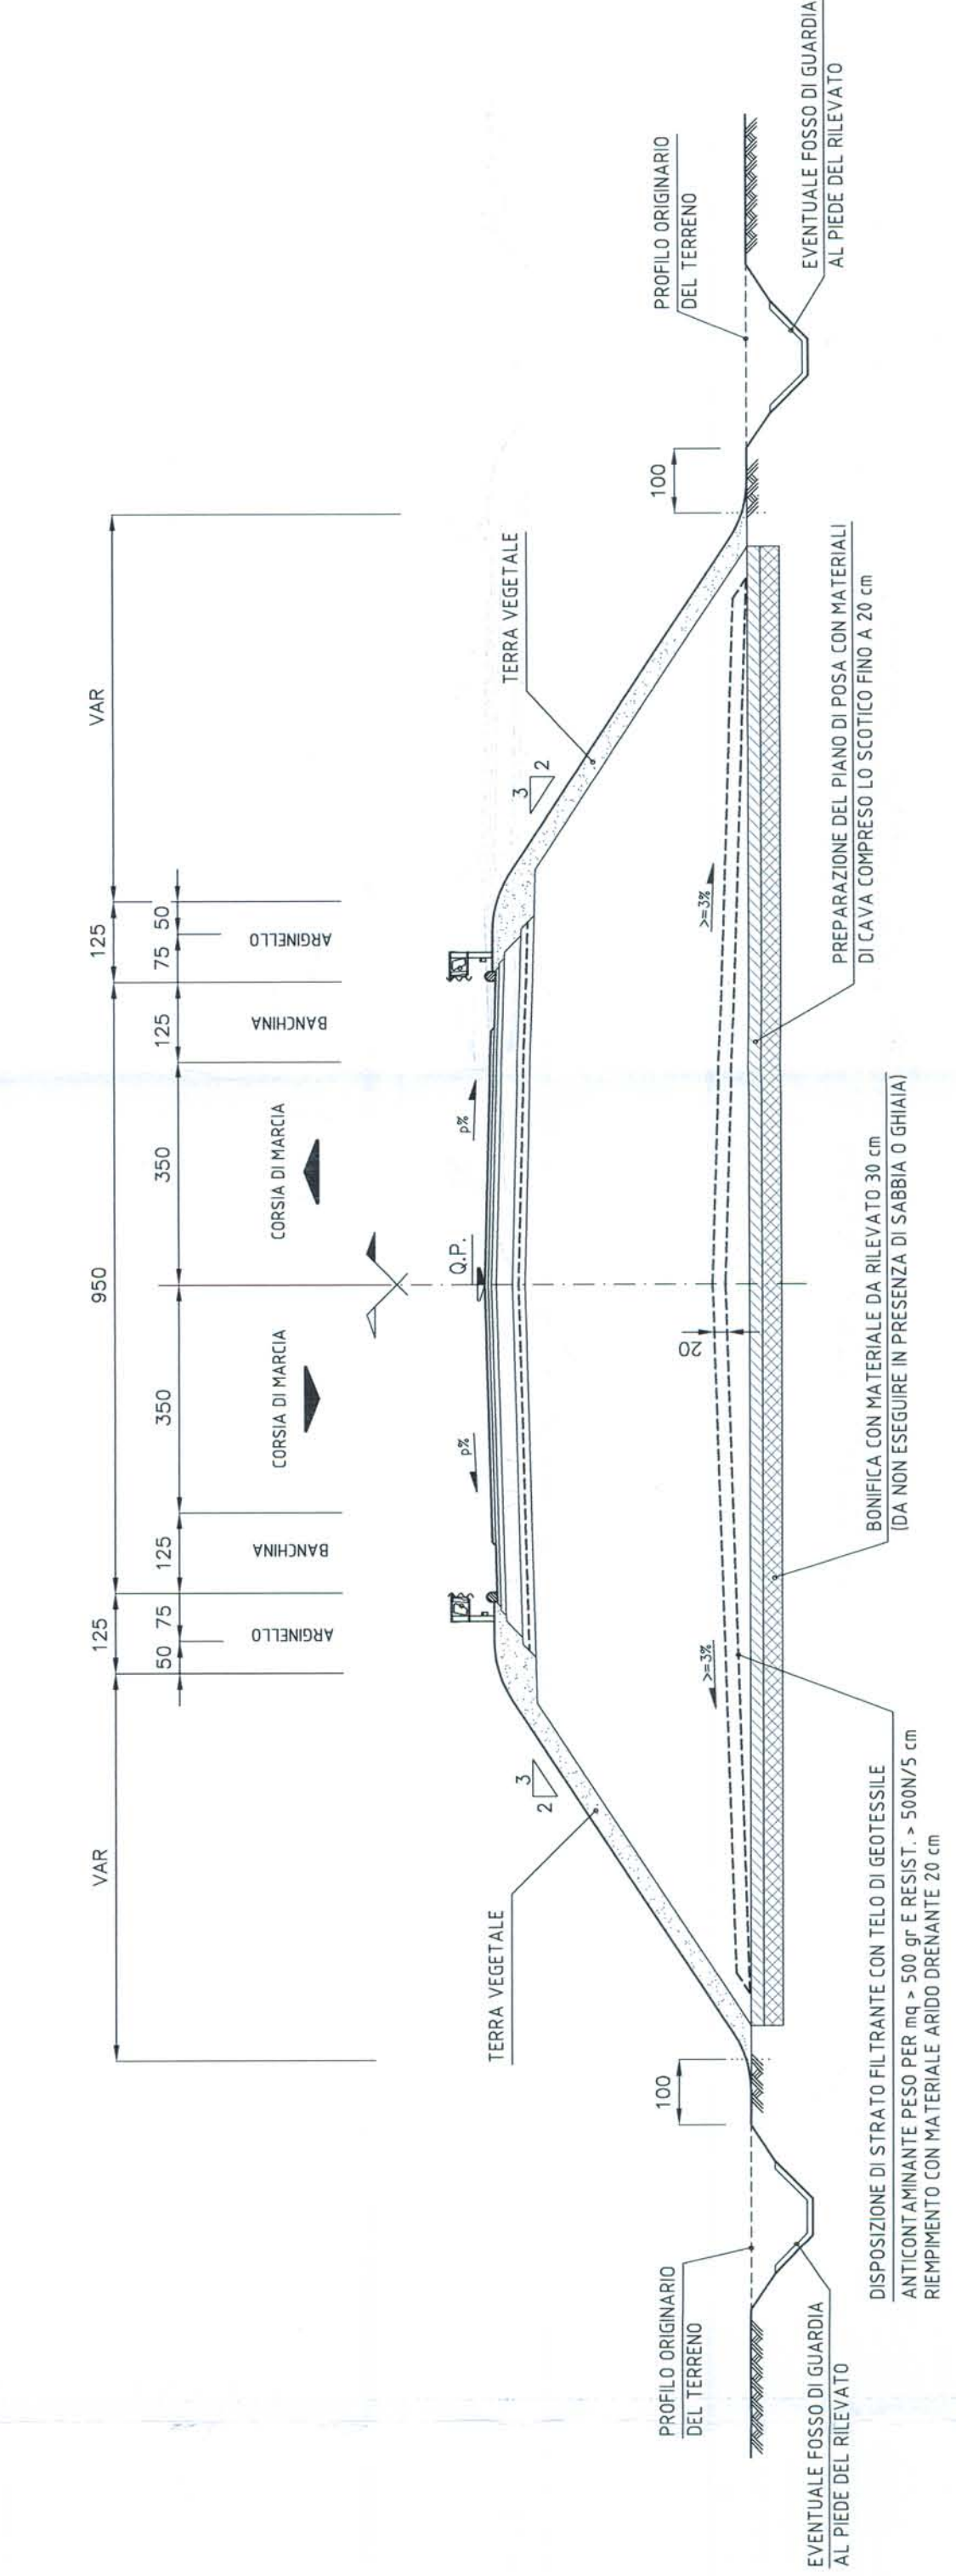 VAR
125
950
125
VAR
50
75
125
350
350
125
75
50
ARGINELLO
BANCHINA
CORSIA DI MARCIA
CORSIA DI MARCIA
BANCHINA
ARGINELLO
p%
Q.P.
p%
TERRA VEGETALE
3
2
3
2
TERRA VEGETALE
PROFILO ORIGINARIO
DEL TERRENO
100
>=3%
20
>=3%
100
PROFILO ORIGINARIO
DEL TERRENO
EVENTUALE FOSSO DI GUARDIA
AL PIEDE DEL RILEVATO
DISPOSIZIONE DI STRATO FILTRANTE CON TELO DI GEOTESSILE
ANTICONTAMINANTE PESO PER mq > 500 gr E RESIST. > 500N/5 cm
RIEMPIMENTO CON MATERIALE ARIDO DRENANTE 20 cm
BONIFICA CON MATERIALE DA RILEVATO 30 cm
(DA NON ESEGUIRE IN PRESENZA DI SABBIA O GHIAIA)
PREPARAZIONE DEL PIANO DI POSA CON MATERIALI
DI CAVA COMPRESO LO SCOTICO FINO A 20 cm
EVENTUALE FOSSO DI GUARDIA
AL PIEDE DEL RILEVATO